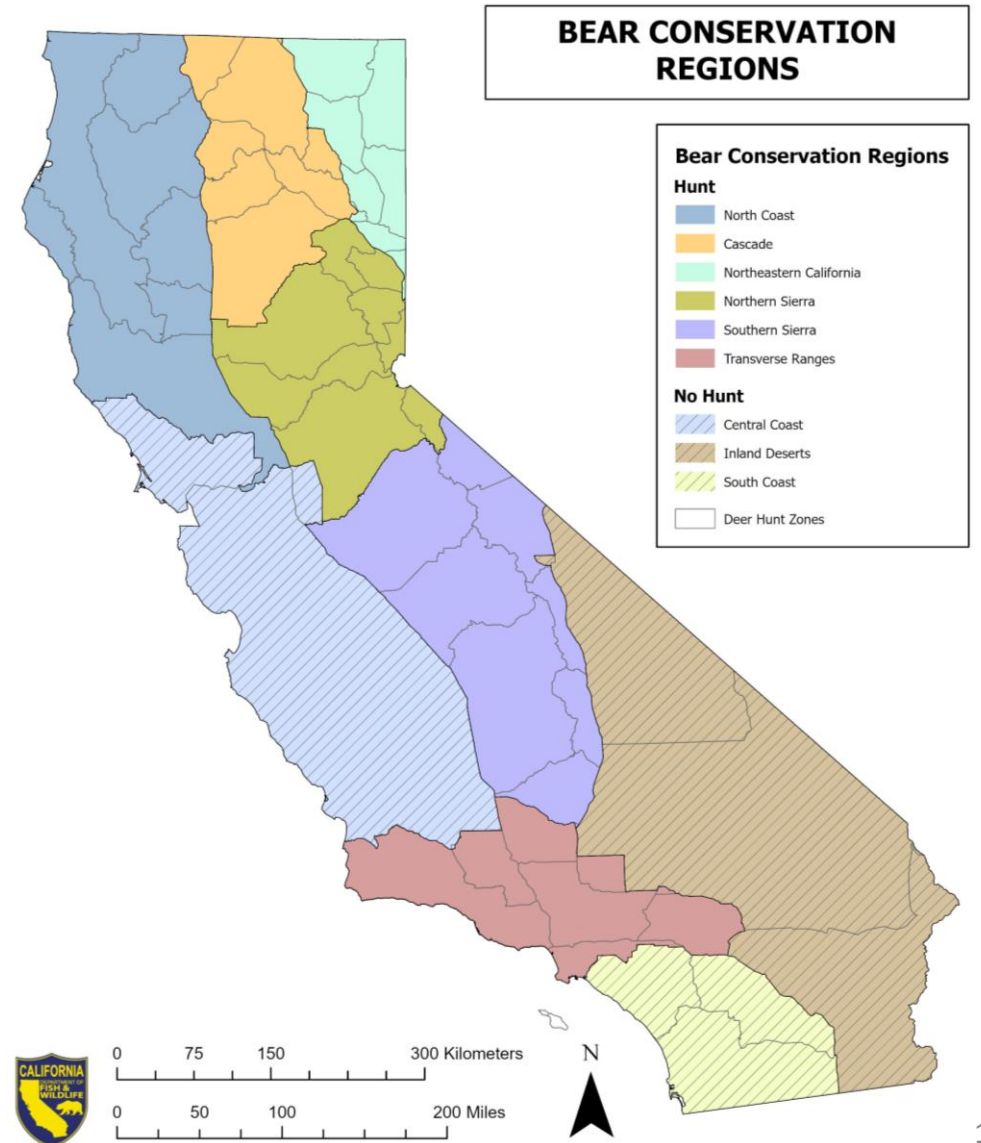 BEAR CONSERVATION
REGIONS
Bear Conservation Regions
Hunt
North Coast
Cascade
Northeastern California
Northern Sierra
Southern Sierra
Transverse Ranges
No Hunt
Central Coast
Inland Deserts
South Coast
Deer Hunt Zones
CALIFORNIA
DEPARTMENT OF
FISH &
WILDLIFE
0 75 150 300 Kilometers
0 50 100 200 Miles
N